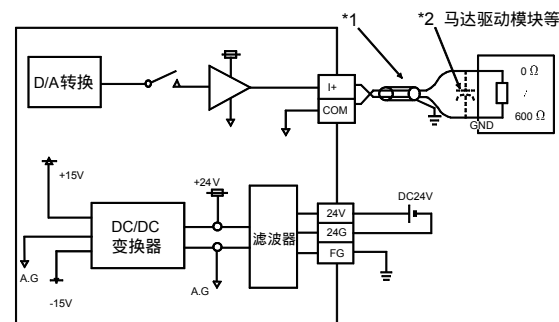 *1
*2 马达驱动模块等
D/A转换
I+
COM
0 Ω
600 Ω
GND
+15V
+24V
DC24V
DC/DC
变换器
滤波器
24V
24G
FG
A.G
-15V
A.G